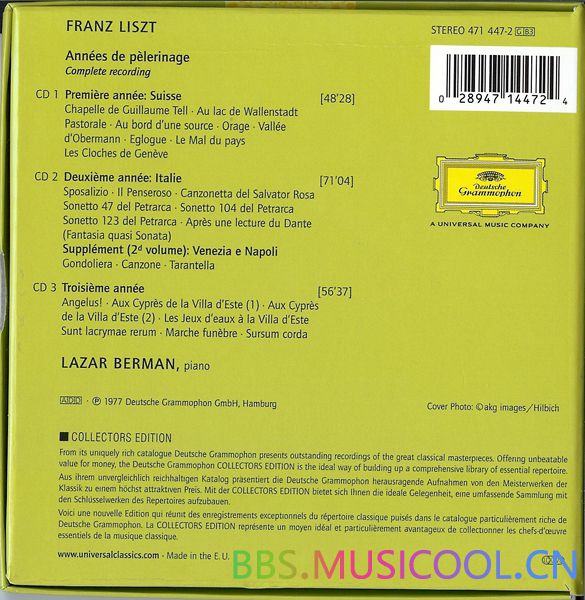 FRANZ LISZT
STEREO 471 447-2 GB3
Années de pèlerinage
Complete recording
0 28947 14472 4
CD 1 Première année: Suisse [48'28]
Chapelle de Guillaume Tell · Au lac de Wallenstadt
Pastorale · Au bord d'une source · Orage · Vallée
d'Obermann · Eglogue · Le Mal du pays
Les Cloches de Genève
Deutsche
Grammophon
A UNIVERSAL MUSIC COMPANY
CD 2 Deuxième année: Italie [71'04]
Sposalizio · Il Penseroso · Canzonetta del Salvator Rosa
Sonetto 47 del Petrarca · Sonetto 104 del Petrarca
Sonetto 123 del Petrarca · Après une lecture du Dante
(Fantasia quasi Sonata)
Supplément (2d volume): Venezia e Napoli
Gondoliera · Canzone · Tarantella
CD 3 Troisième année [56'37]
Angelus! · Aux Cyprès de la Villa d'Este (1) · Aux Cyprès
de la Villa d'Este (2) · Les Jeux d'eaux à la Villa d'Este
Sunt lacrymae rerum · Marche funèbre · Sursum corda
LAZAR BERMAN, piano
ADD · ℗ 1977 Deutsche Grammophon GmbH, Hamburg
Cover Photo: ©akg images/Hilbich
■ COLLECTORS EDITION
From its uniquely rich catalogue Deutsche Grammophon presents outstanding recordings of the great classical masterpieces. Offering unbeatable
value for money, the Deutsche Grammophon COLLECTORS EDITION is the ideal way of building up a comprehensive library of essential repertoire.
Aus ihrem unvergleichlich reichhaltigen Katalog präsentiert die Deutsche Grammophon herausragende Aufnahmen von den Meisterwerken der
Klassik zu einem höchst attraktiven Preis. Mit der COLLECTORS EDITION bietet sich Ihnen die ideale Gelegenheit, eine umfassende Sammlung mit
den Schlüsselwerken des Repertoires aufzubauen.
Voici une nouvelle Edition qui réunit des enregistrements exceptionnels du répertoire classique puisés dans le catalogue particulièrement riche de
Deutsche Grammophon. La COLLECTORS EDITION représente un moyen idéal et particulièrement avantageux de collectionner les chefs-d'œuvre
essentiels de la musique classique.
www.universalclassics.com · Made in the E. U.
BBS.MUSICOOL.CN